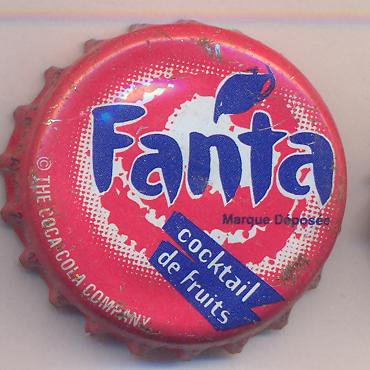 Fanta
Marque Déposée
cocktail
de fruits
© THE COCA-COLA COMPANY